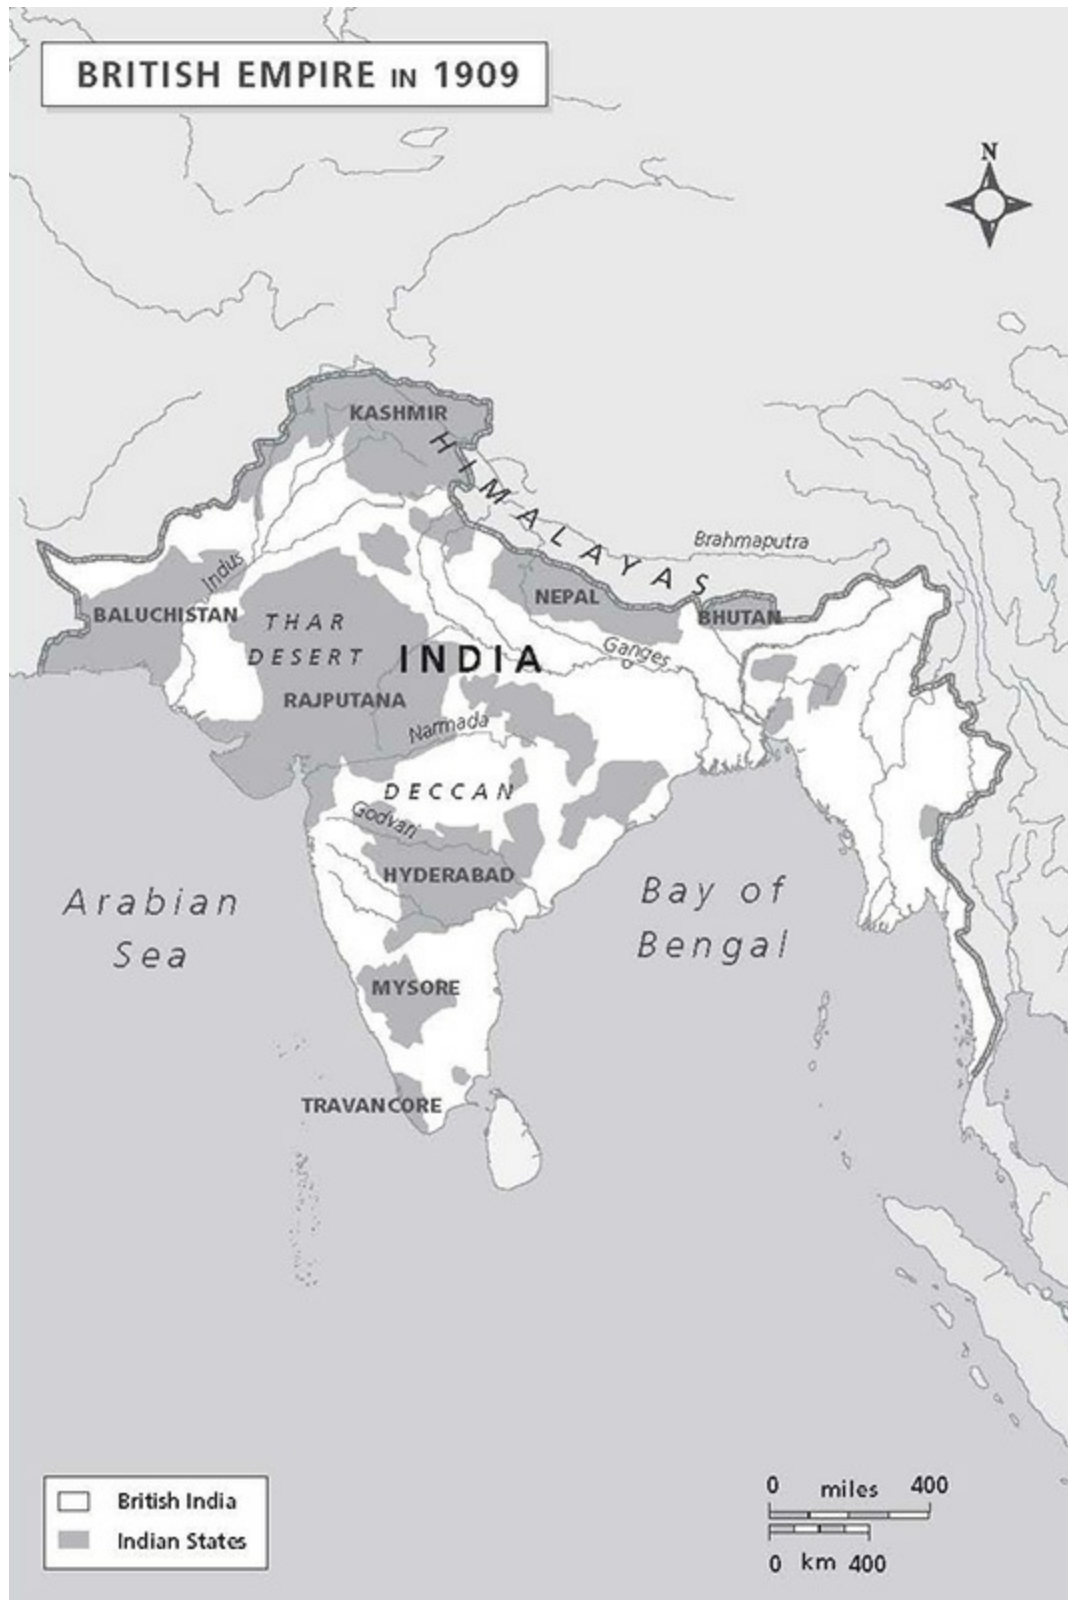 BRITISH EMPIRE IN 1909
N
KASHMIR
HIMALAYAS
Brahmaputra
Indus
BALUCHISTAN
THAR
DESERT
NEPAL
BHUTAN
Ganges
INDIA
RAJPUTANA
Narmada
DECCAN
Godvari
HYDERABAD
Arabian
Sea
Bay of
Bengal
MYSORE
TRAVANCORE
British India
Indian States
0 miles 400
0 km 400